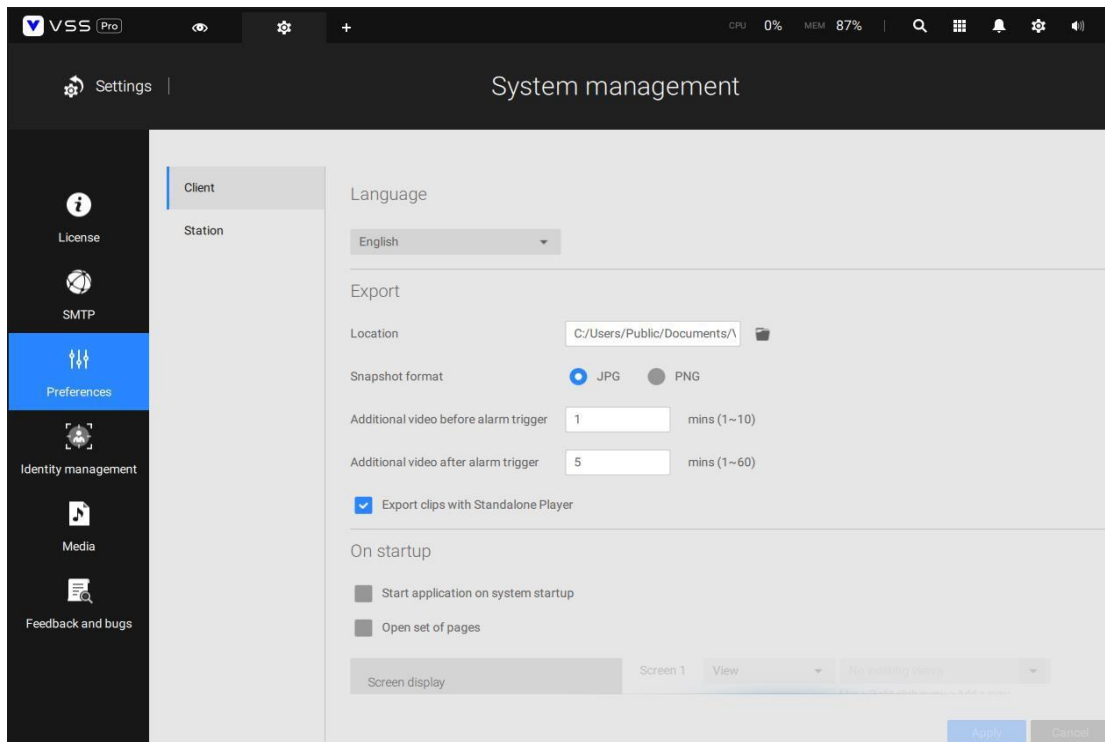 VSS Pro
CPU 0% MEM 87%
Settings
System management
License
SMTP
Preferences
Identity management
Media
Feedback and bugs
Client
Station
Language
English
Export
Location C:/Users/Public/Documents/\
Snapshot format JPG PNG
Additional video before alarm trigger 1 mins (1~10)
Additional video after alarm trigger 5 mins (1~60)
Export clips with Standalone Player
On startup
Start application on system startup
Open set of pages
Screen display Screen 1 View No existing views
Apply Cancel